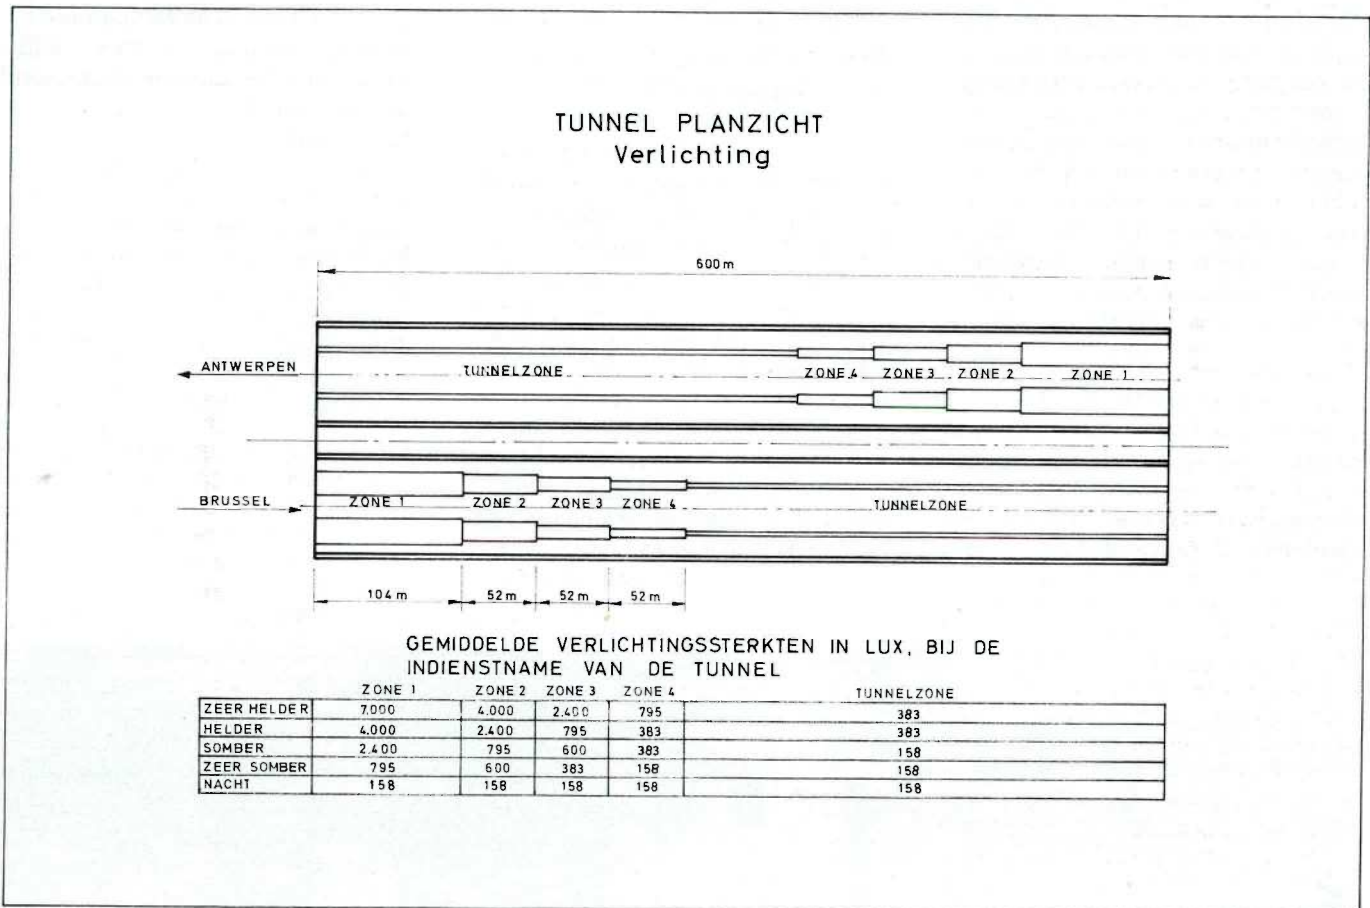 TUNNEL PLANZICHT
Verlichting
600 m
ANTWERPEN
TUNNELZONE
ZONE 4
ZONE 3
ZONE 2
ZONE 1
BRUSSEL
ZONE 1
ZONE 2
ZONE 3
ZONE 4
TUNNELZONE
104 m
52 m
52 m
52 m
GEMIDDELDE VERLICHTINGSSTERKTEN IN LUX, BIJ DE
INDIENSTNAME VAN DE TUNNEL
ZONE 1 ZONE 2 ZONE 3 ZONE 4 TUNNELZONE
ZEER HELDER 7.000 4.000 2.400 795 383
HELDER 4.000 2.400 795 383 383
SOMBER 2.400 795 600 383 158
ZEER SOMBER 795 600 383 158 158
NACHT 158 158 158 158 158